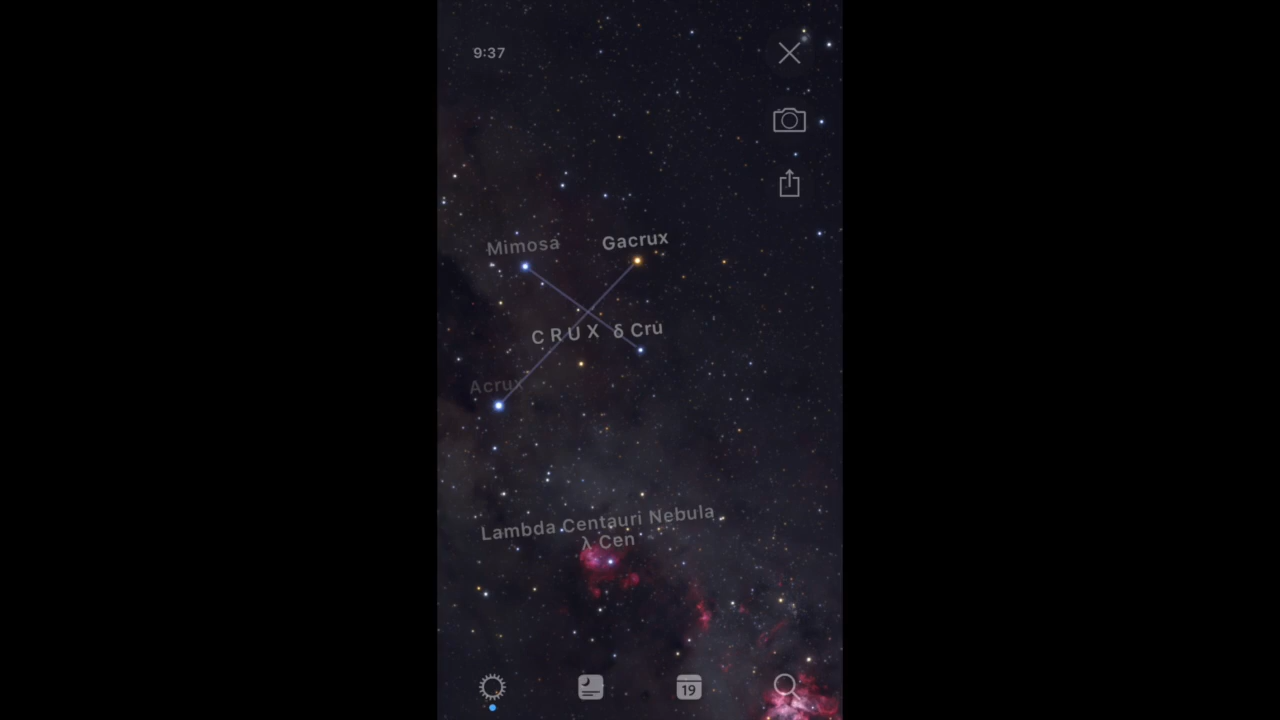 9:37
Mimosa
Gacrux
CRUX
δ Cru
Acrux
Lambda Centauri Nebula
λ Cen
19